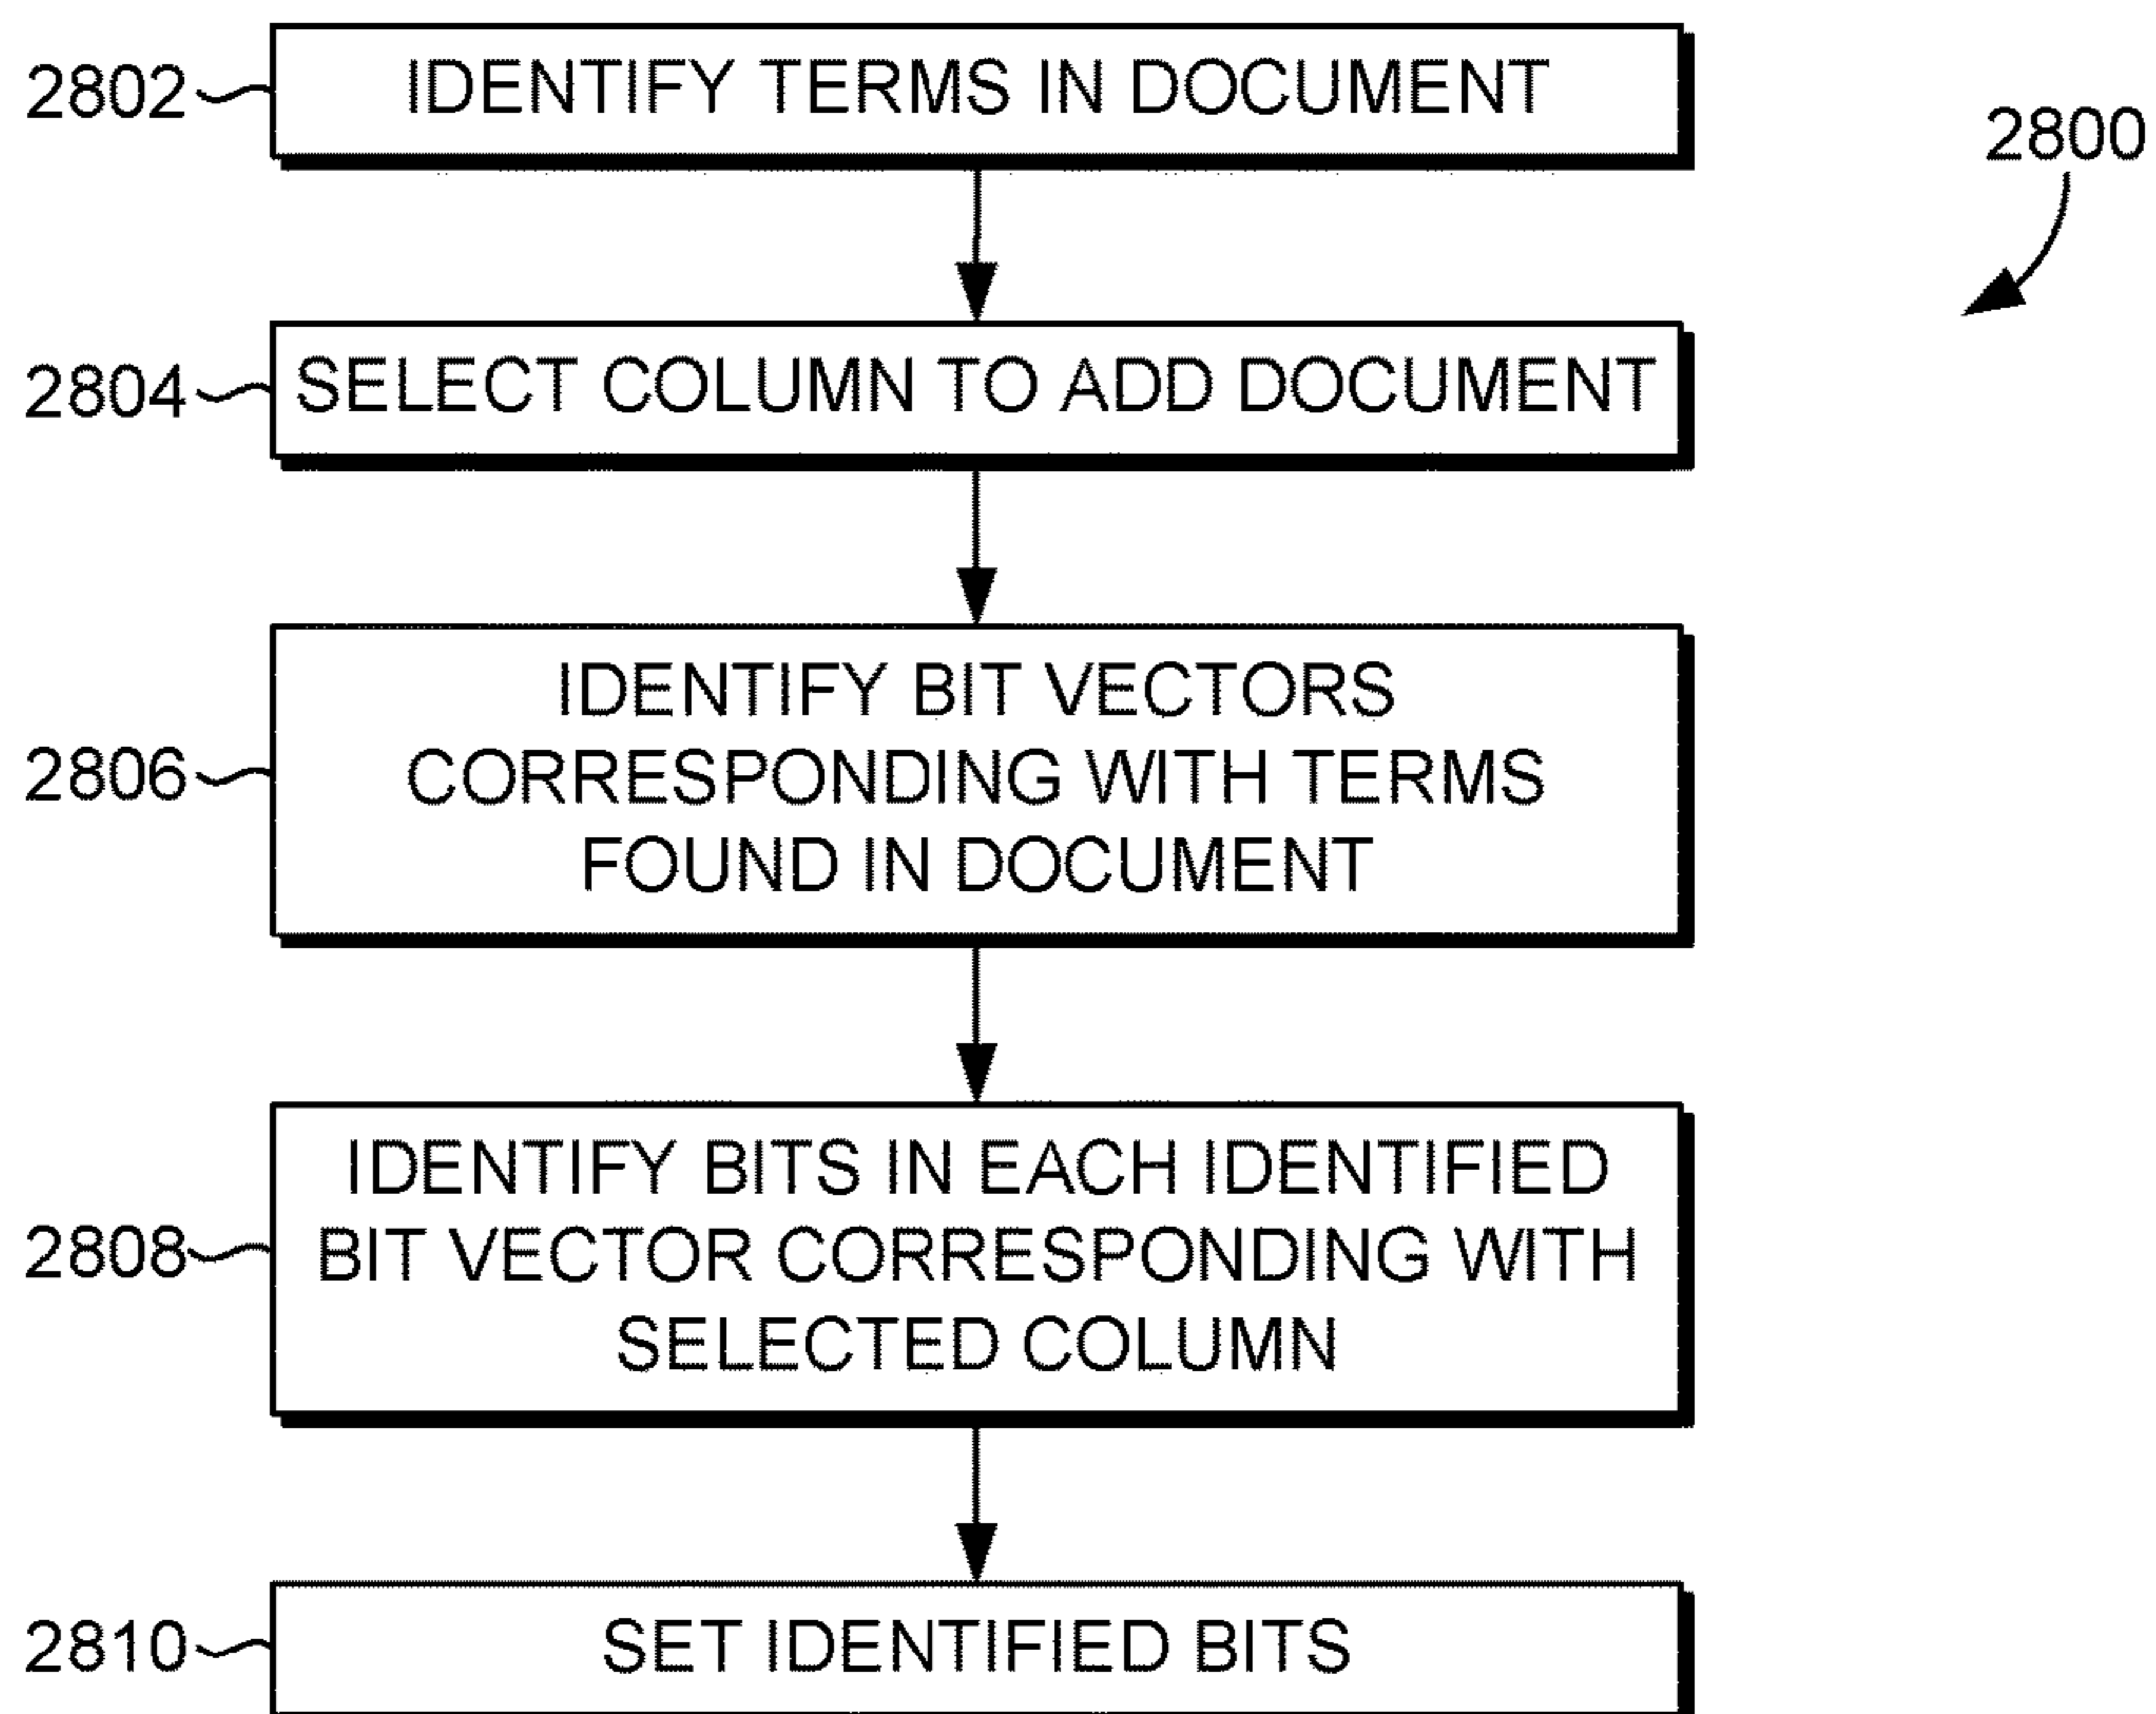 2802
IDENTIFY TERMS IN DOCUMENT
2800
2804
SELECT COLUMN TO ADD DOCUMENT
2806
IDENTIFY BIT VECTORS
CORRESPONDING WITH TERMS
FOUND IN DOCUMENT
2808
IDENTIFY BITS IN EACH IDENTIFIED
BIT VECTOR CORRESPONDING WITH
SELECTED COLUMN
2810
SET IDENTIFIED BITS